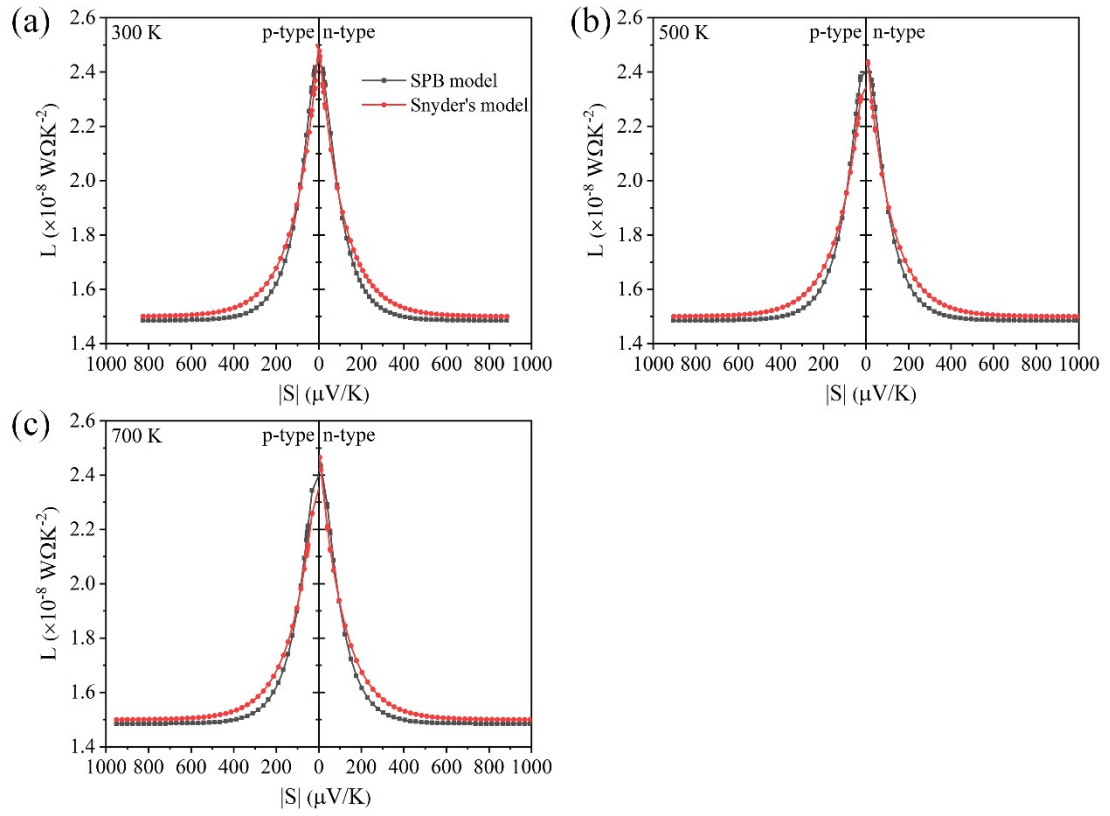 (a)
300 K
p-type n-type
SPB model
Snyder's model
L (×10⁻⁸ WΩK⁻²)
2.6
2.4
2.2
2.0
1.8
1.6
1.4
1000 800 600 400 200 0 200 400 600 800 1000
|S| (μV/K)
(b)
500 K
p-type n-type
L (×10⁻⁸ WΩK⁻²)
2.6
2.4
2.2
2.0
1.8
1.6
1.4
1000 800 600 400 200 0 200 400 600 800 1000
|S| (μV/K)
(c)
700 K
p-type n-type
L (×10⁻⁸ WΩK⁻²)
2.6
2.4
2.2
2.0
1.8
1.6
1.4
1000 800 600 400 200 0 200 400 600 800 1000
|S| (μV/K)